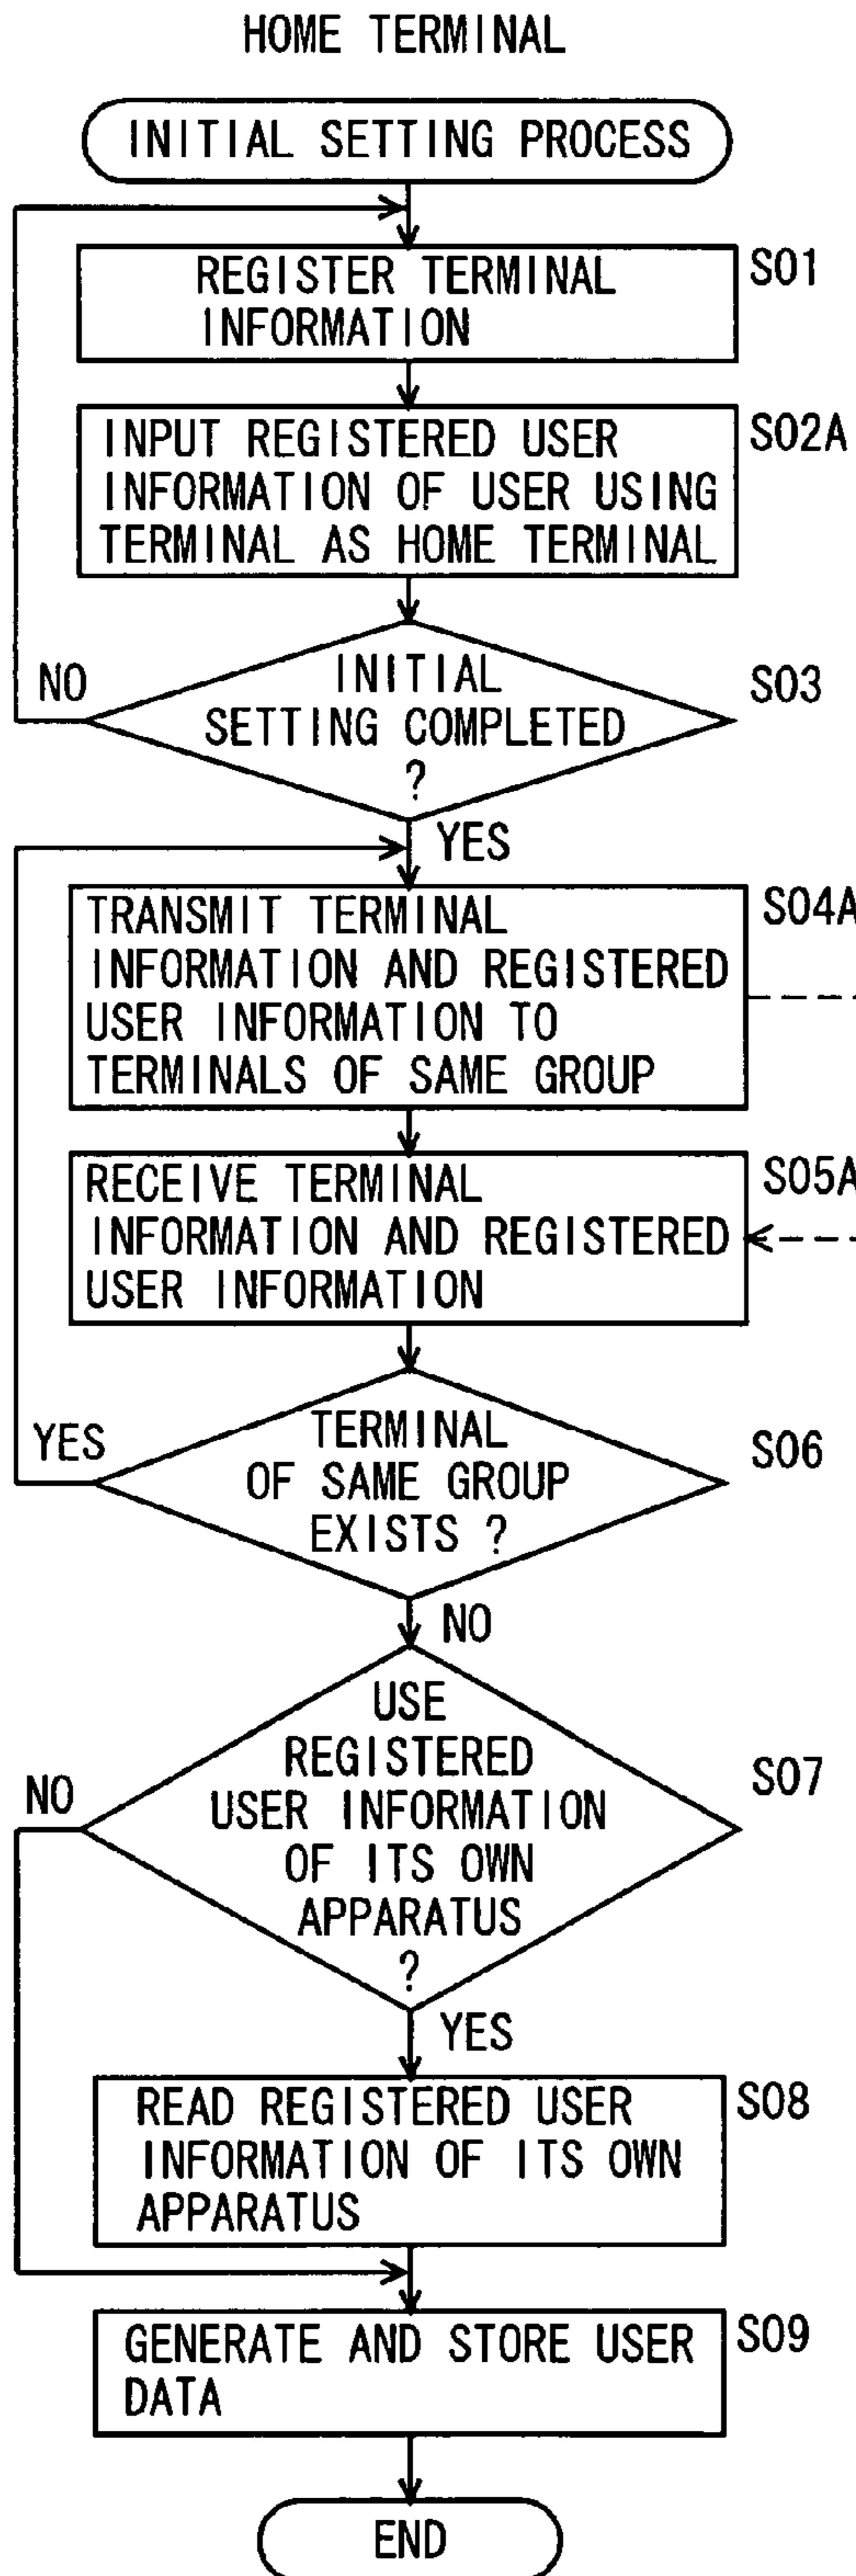 HOME TERMINAL
INITIAL SETTING PROCESS
REGISTER TERMINAL
INFORMATION
S01
INPUT REGISTERED USER
INFORMATION OF USER USING
TERMINAL AS HOME TERMINAL
S02A
INITIAL
SETTING COMPLETED
?
S03
NO
YES
TRANSMIT TERMINAL
INFORMATION AND REGISTERED
USER INFORMATION TO
TERMINALS OF SAME GROUP
S04A
RECEIVE TERMINAL
INFORMATION AND REGISTERED
USER INFORMATION
S05A
TERMINAL
OF SAME GROUP
EXISTS ?
S06
YES
NO
USE
REGISTERED
USER INFORMATION
OF ITS OWN
APPARATUS
?
S07
NO
YES
READ REGISTERED USER
INFORMATION OF ITS OWN
APPARATUS
S08
GENERATE AND STORE USER
DATA
S09
END